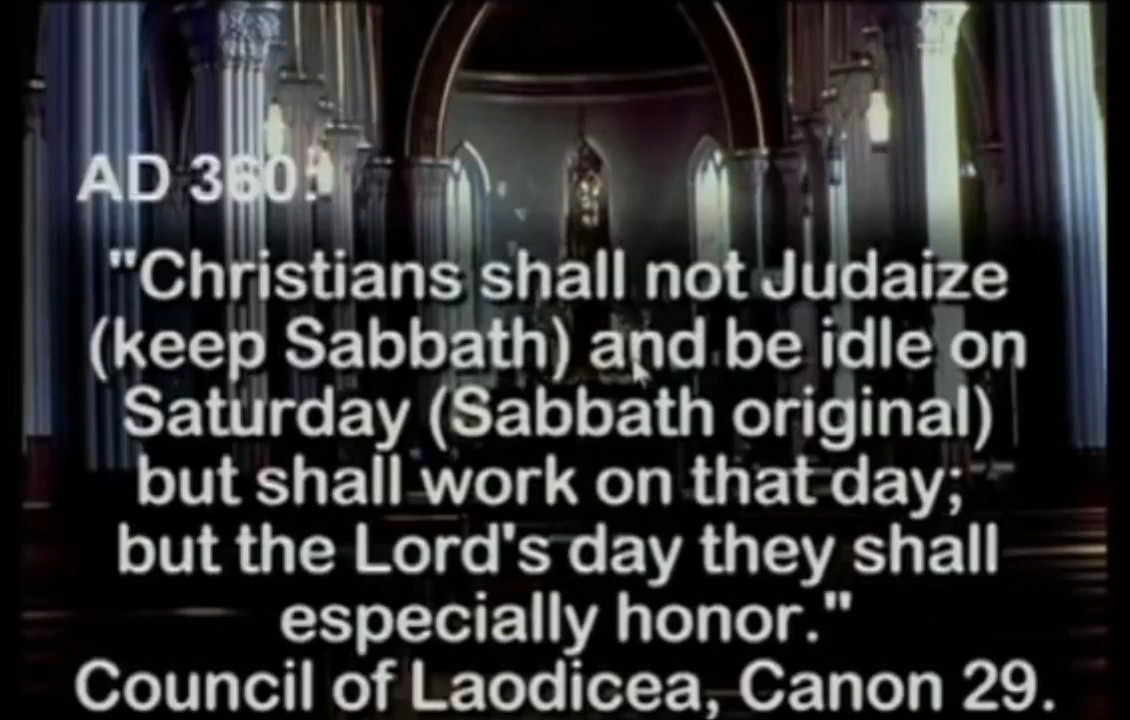 AD 360:
"Christians shall not Judaize
(keep Sabbath) and be idle on
Saturday (Sabbath original)
but shall work on that day;
but the Lord's day they shall
especially honor."
Council of Laodicea, Canon 29.